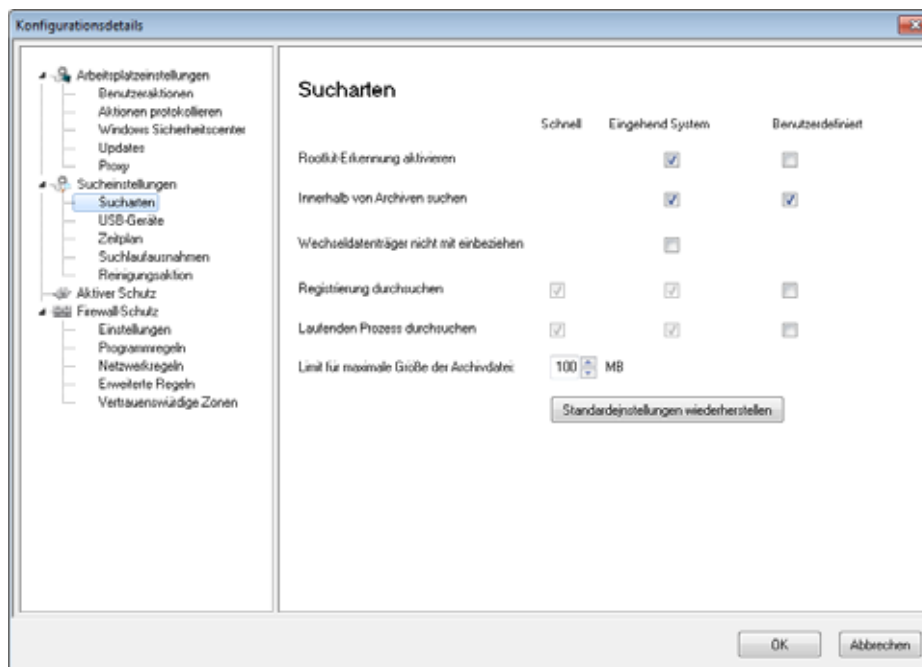 Konfigurationsdetails
Arbeitsplatzeinstellungen
Benutzeraktionen
Aktionen protokollieren
Windows Sicherheitscenter
Updates
Proxy
Sucheinstellungen
Sucharten
USB-Geräte
Zeitplan
Suchlaufausnahmen
Reinigungsaktion
Aktiver Schutz
Firewall-Schutz
Einstellungen
Programmregeln
Netzwerkregeln
Erweiterte Regeln
Vertrauenswürdige Zonen
Sucharten
Schnell Eingehend System Benutzerdefiniert
Rootkit-Erkennung aktivieren
Innerhalb von Archiven suchen
Wechseldatenträger nicht mit einbeziehen
Registrierung durchsuchen
Laufenden Prozess durchsuchen
Limit für maximale Größe der Archivdatei: 100 MB
Standardeinstellungen wiederherstellen
OK Abbrechen